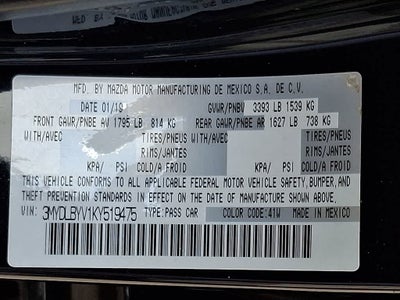 MFD. BY MAZDA MOTOR MANUFACTURING DE MEXICO S.A. DE C.V.
DATE 01/19 GVWR/PNBV 3393 LB 1539 KG
FRONT GAWR/PNBE AV 1795 LB 814 KG REAR GAWR/PNBE AR 1627 LB 738 KG
WITH/AVEC TIRES/PNEUS WITH/AVEC TIRES/PNEUS
RIMS/JANTES RIMS/JANTES
KPA/ PSI COLD/A FROID KPA/ PSI COLD/A FROID
THIS VEHICLE CONFORMS TO ALL APPLICABLE FEDERAL MOTOR VEHICLE SAFETY, BUMPER, AND
THEFT PREVENTION STANDARDS IN EFFECT ON THE DATE OF MANUFACTURE SHOWN ABOVE.
VIN: 3MYDLBYV1KY519475 TYPE: PASS CAR COLOR CODE: 41W MADE IN MEXICO